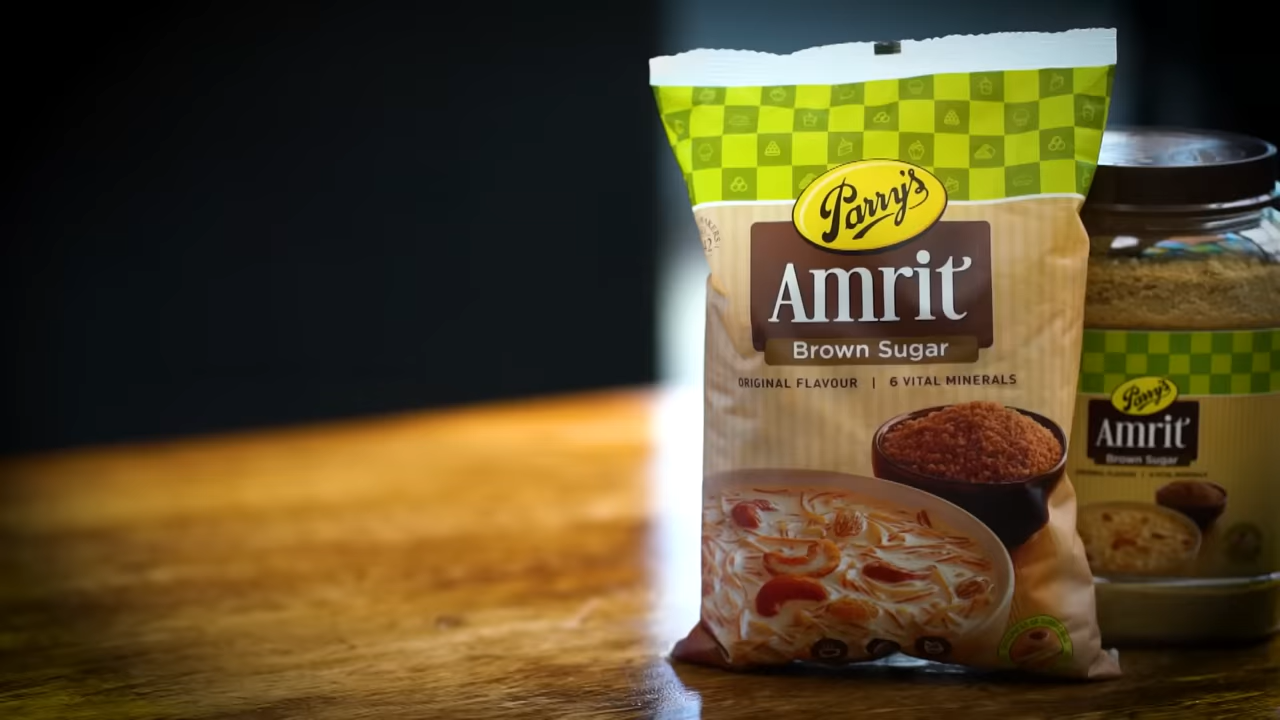 Parry's
Amrit
Brown Sugar
ORIGINAL FLAVOUR | 6 VITAL MINERALS
Parry's
Amrit
Brown Sugar